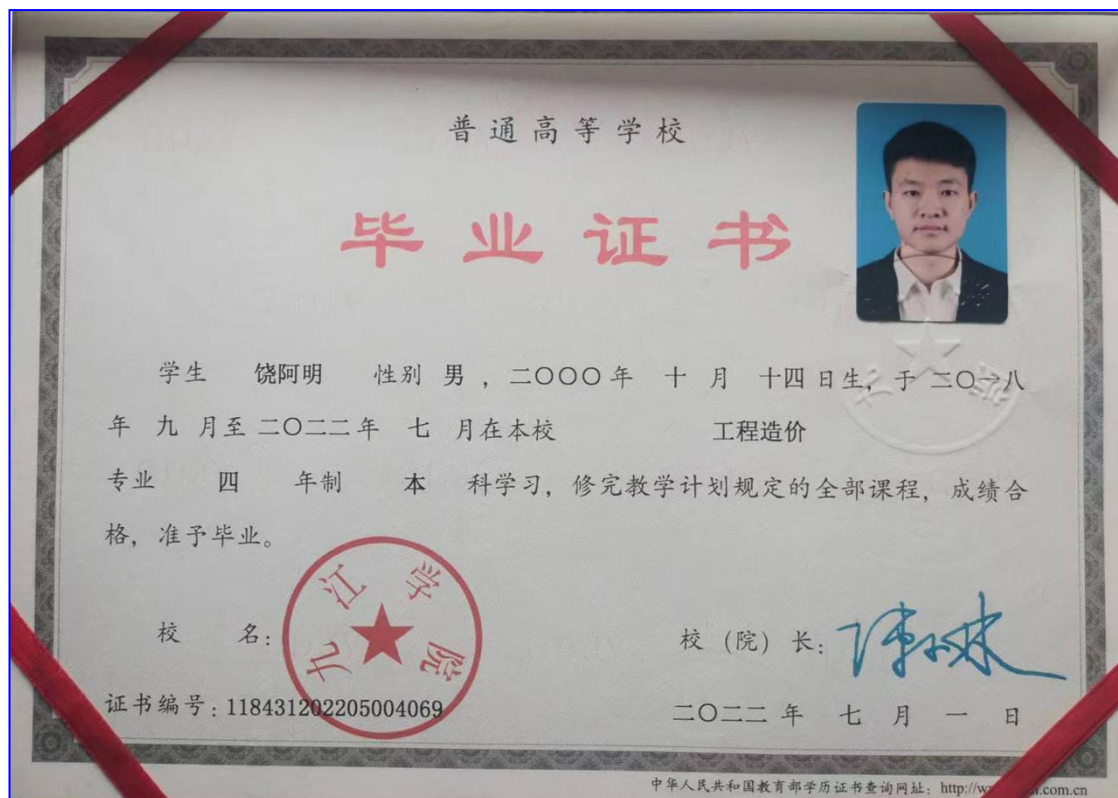 普通高等学校
毕业证书
学生 饶阿明 性别 男 ，二〇〇〇年 十 月 十四 日生，于 二〇一八
年 九 月至 二〇二二年 七 月在本校 工程造价
专业 四 年制 本 科学习，修完教学计划规定的全部课程，成绩合
格，准予毕业。
九江学院
校 名：
校（院）长：
证书编号：118431202205004069
二〇二二 年 七 月 一 日
中华人民共和国教育部学历证书查询网址：http://w .com.cn